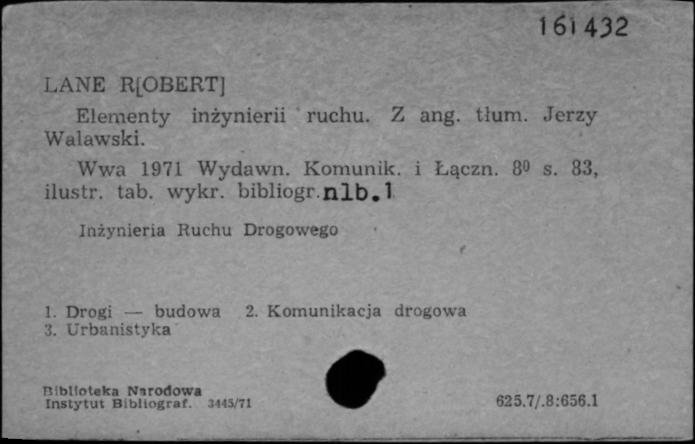 161432
LANE R[OBERT]
Elementy inżynierii ruchu. Z ang. tłum. Jerzy
Walawski.
Wwa 1971 Wydawn. Komunik. i Łączn. 8⁰ s. 83,
ilustr. tab. wykr. bibliogr. nlb. 1
Inżynieria Ruchu Drogowego
1. Drogi — budowa 2. Komunikacja drogowa
3. Urbanistyka
Biblioteka Narodowa
Instytut Bibliograf. 3445/71
625.7/.8:656.1